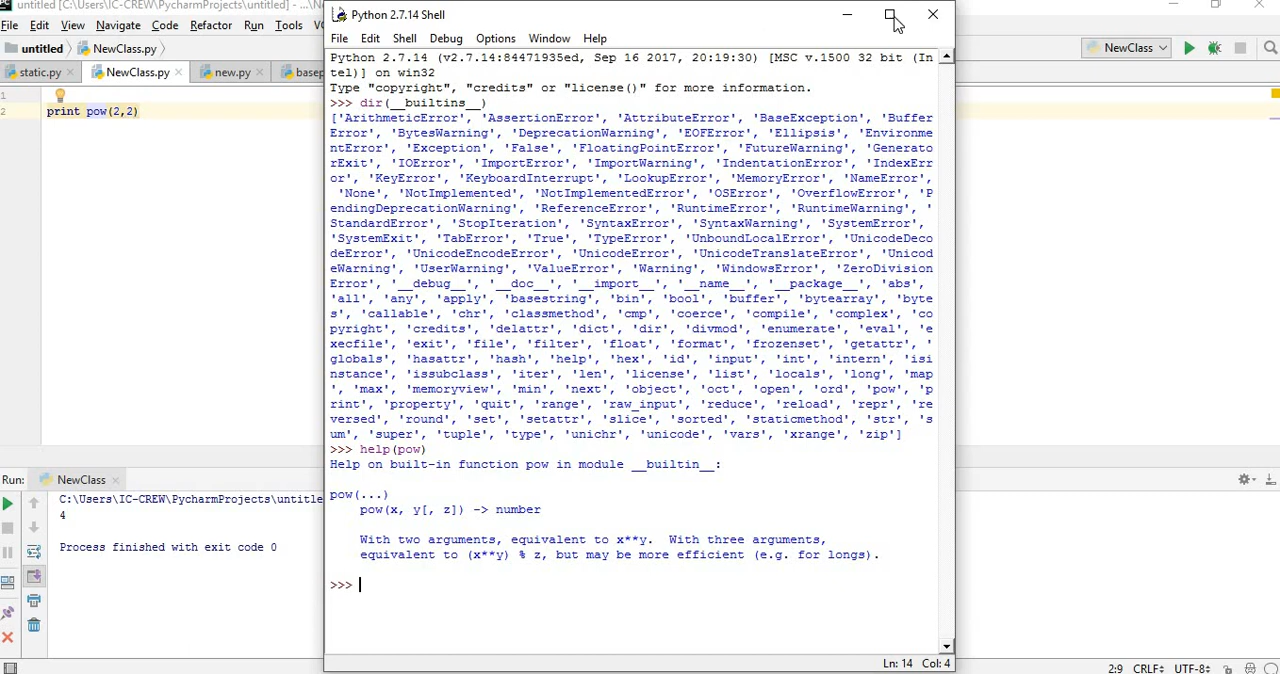 untitled [C:\Users\IC-CREW\PycharmProjects\untitled] - ...\N
File Edit View Navigate Code Refactor Run Tools
untitled NewClass.py
NewClass
static.py NewClass.py new.py basep
1
2 print pow(2,2)
Python 2.7.14 Shell
File Edit Shell Debug Options Window Help
Python 2.7.14 (v2.7.14:84471935ed, Sep 16 2017, 20:19:30) [MSC v.1500 32 bit (In
tel)] on win32
Type "copyright", "credits" or "license()" for more information.
>>> dir(__builtins__)
['ArithmeticError', 'AssertionError', 'AttributeError', 'BaseException', 'Buffer
Error', 'BytesWarning', 'DeprecationWarning', 'EOFError', 'Ellipsis', 'Environme
ntError', 'Exception', 'False', 'FloatingPointError', 'FutureWarning', 'Generato
rExit', 'IOError', 'ImportError', 'ImportWarning', 'IndentationError', 'IndexErr
or', 'KeyError', 'KeyboardInterrupt', 'LookupError', 'MemoryError', 'NameError',
'None', 'NotImplemented', 'NotImplementedError', 'OSError', 'OverflowError', 'P
endingDeprecationWarning', 'ReferenceError', 'RuntimeError', 'RuntimeWarning', '
StandardError', 'StopIteration', 'SyntaxError', 'SyntaxWarning', 'SystemError',
'SystemExit', 'TabError', 'True', 'TypeError', 'UnboundLocalError', 'UnicodeDeco
deError', 'UnicodeEncodeError', 'UnicodeError', 'UnicodeTranslateError', 'Unicod
eWarning', 'UserWarning', 'ValueError', 'Warning', 'WindowsError', 'ZeroDivision
Error', '__debug__', '__doc__', '__import__', '__name__', '__package__', 'abs',
'all', 'any', 'apply', 'basestring', 'bin', 'bool', 'buffer', 'bytearray', 'byte
s', 'callable', 'chr', 'classmethod', 'cmp', 'coerce', 'compile', 'complex', 'co
pyright', 'credits', 'delattr', 'dict', 'dir', 'divmod', 'enumerate', 'eval', 'e
xecfile', 'exit', 'file', 'filter', 'float', 'format', 'frozenset', 'getattr', '
globals', 'hasattr', 'hash', 'help', 'hex', 'id', 'input', 'int', 'intern', 'isi
nstance', 'issubclass', 'iter', 'len', 'license', 'list', 'locals', 'long', 'map
', 'max', 'memoryview', 'min', 'next', 'object', 'oct', 'open', 'ord', 'pow', 'p
rint', 'property', 'quit', 'range', 'raw_input', 'reduce', 'reload', 'repr', 're
versed', 'round', 'set', 'setattr', 'slice', 'sorted', 'staticmethod', 'str', 's
um', 'super', 'tuple', 'type', 'unichr', 'unicode', 'vars', 'xrange', 'zip']
>>> help(pow)
Help on built-in function pow in module __builtin__:
pow(...)
pow(x, y[, z]) -> number
With two arguments, equivalent to x**y.  With three arguments,
equivalent to (x**y) % z, but may be more efficient (e.g. for longs).
>>>
Ln: 14 Col: 4
Run: NewClass
C:\Users\IC-CREW\PycharmProjects\untitle
4
Process finished with exit code 0
2:9 CRLF UTF-8